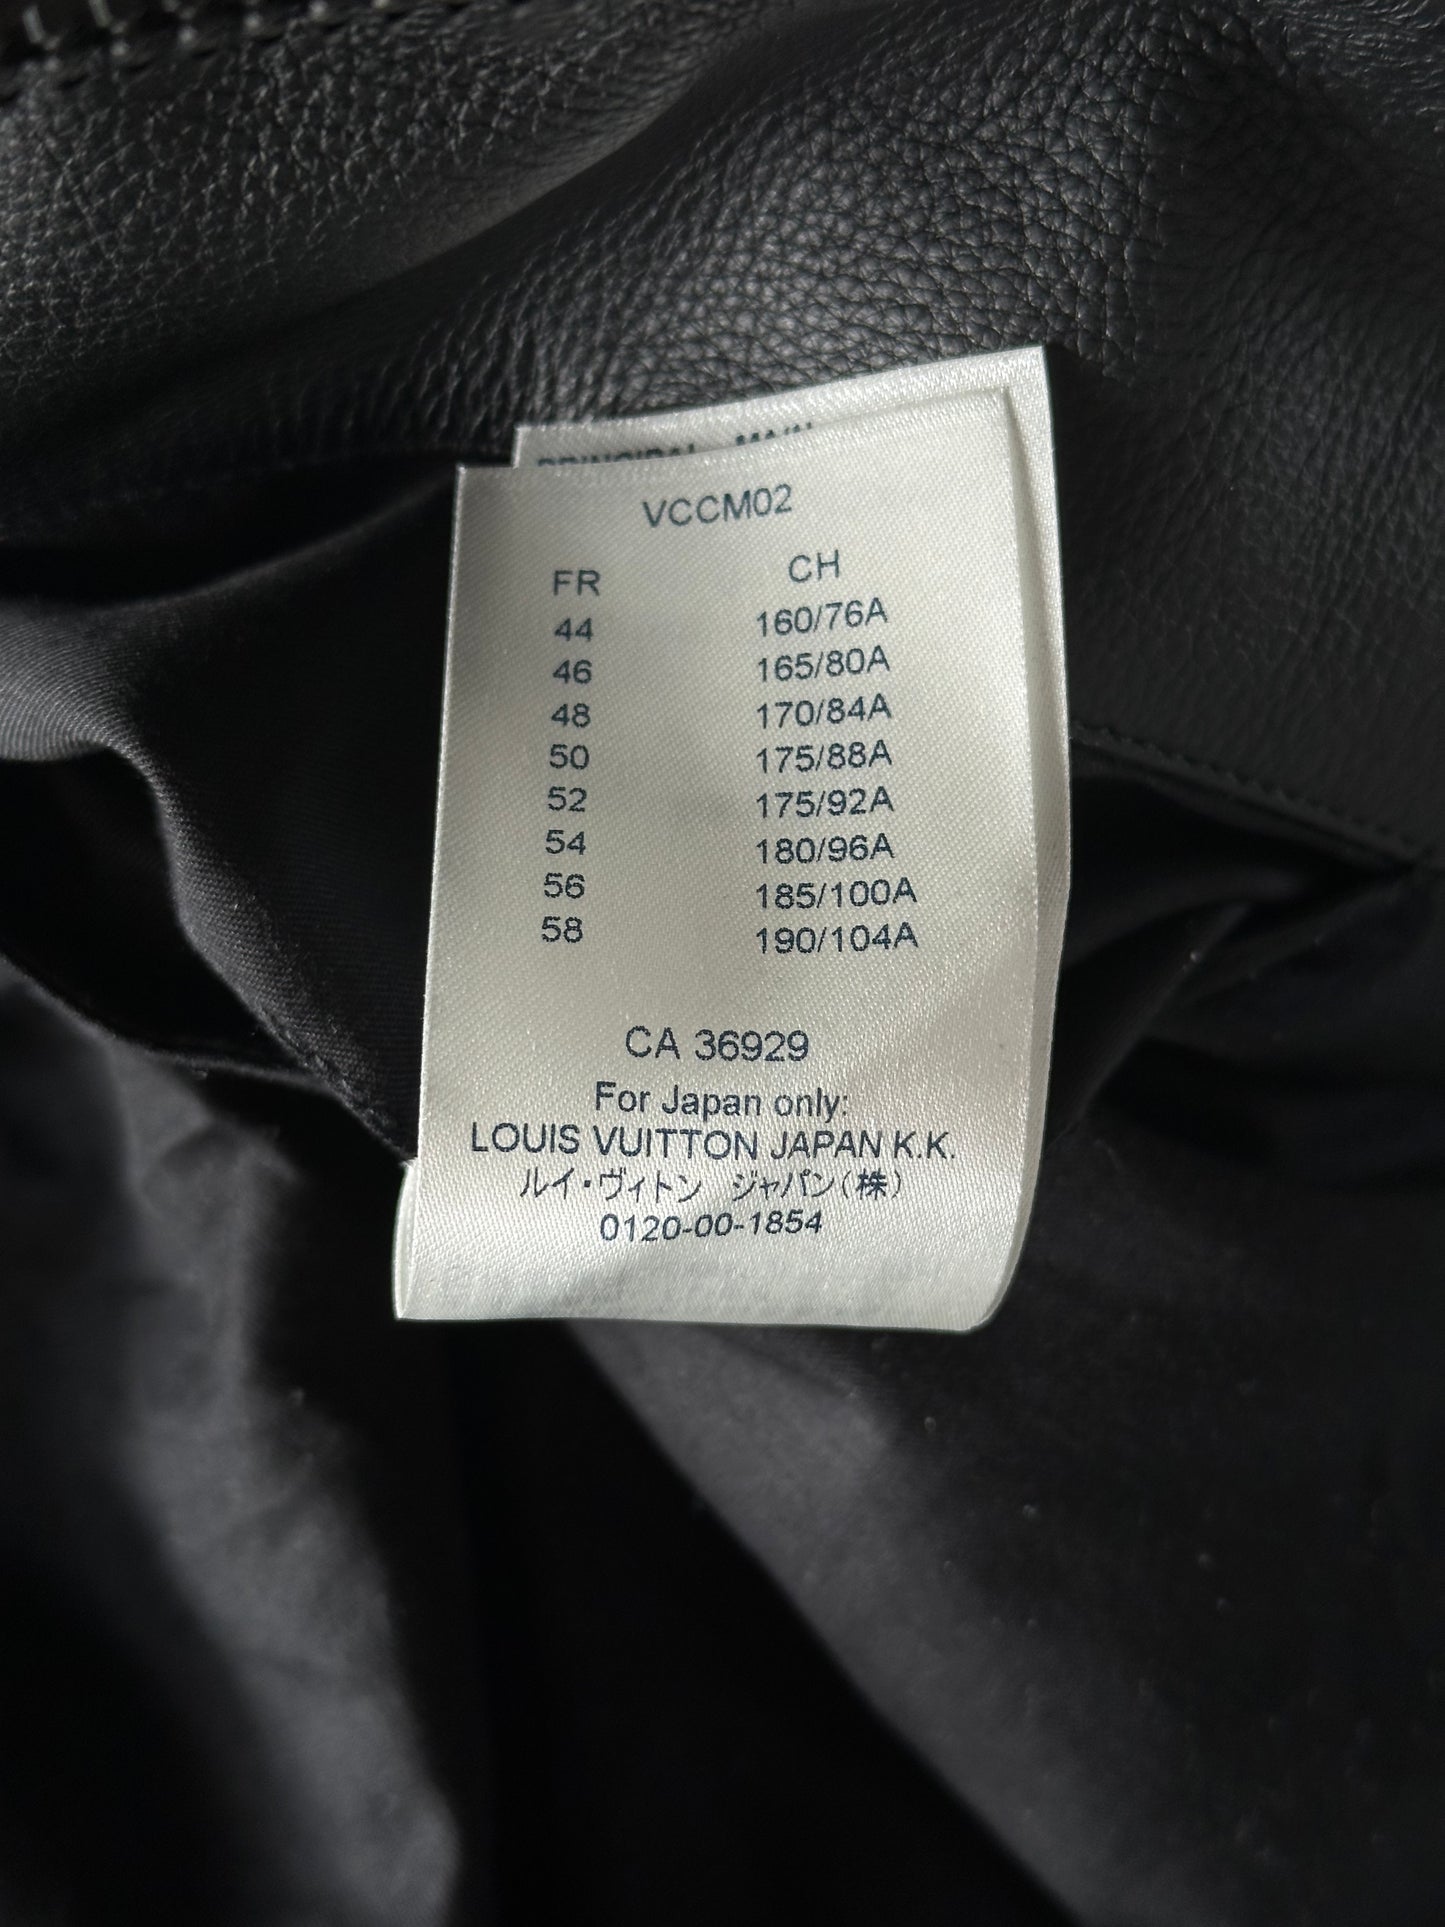 PRINCIPAL - MAIN
VCCM02
FR CH
44 160/76A
46 165/80A
48 170/84A
50 175/88A
52 175/92A
54 180/96A
56 185/100A
58 190/104A
CA 36929
For Japan only:
LOUIS VUITTON JAPAN K.K.
ルイ・ヴィトン ジャパン(株)
0120-00-1854